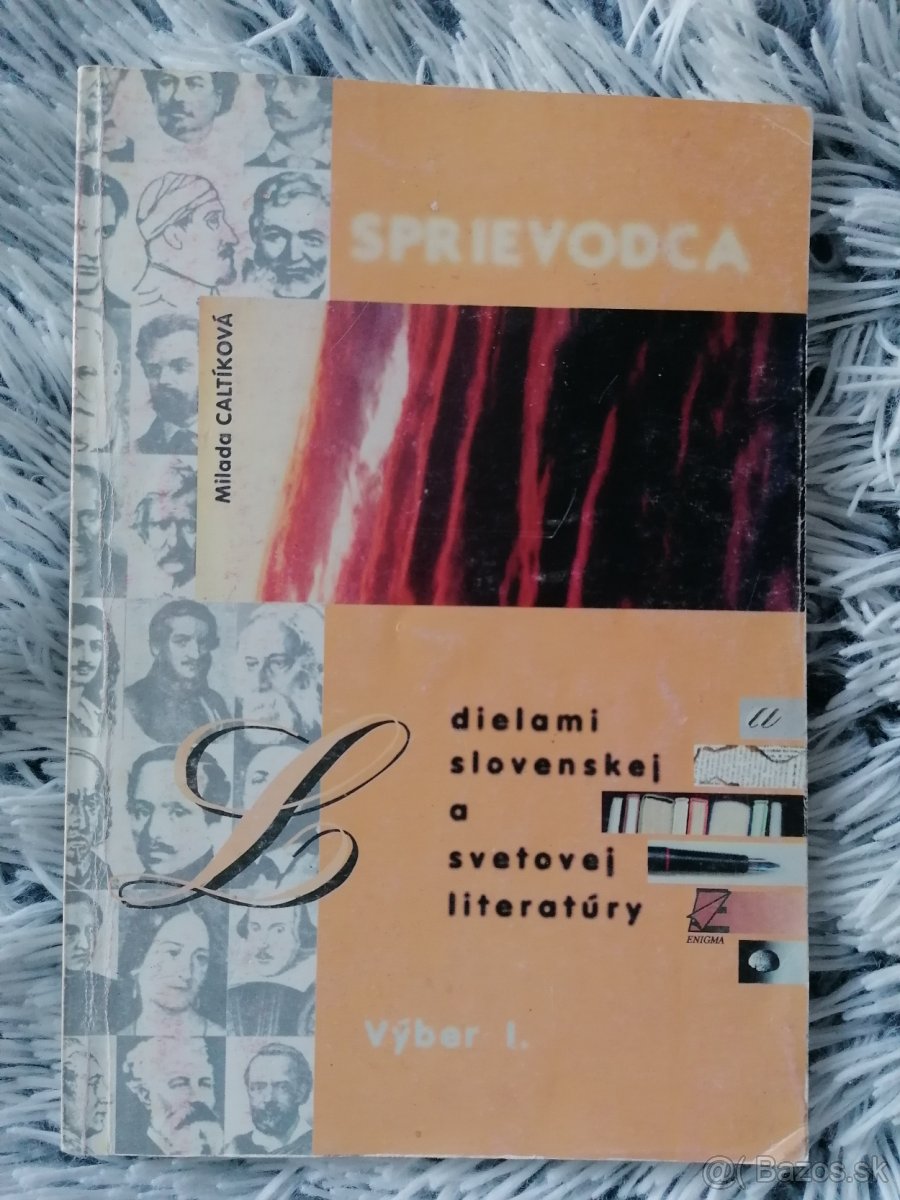 SPRIEVODCA
Milada CALTÍKOVÁ
L
dielami
slovenskej
a
svetovej
literatúry
a
ENIGMA
Výber I.
@( Bazos.sk